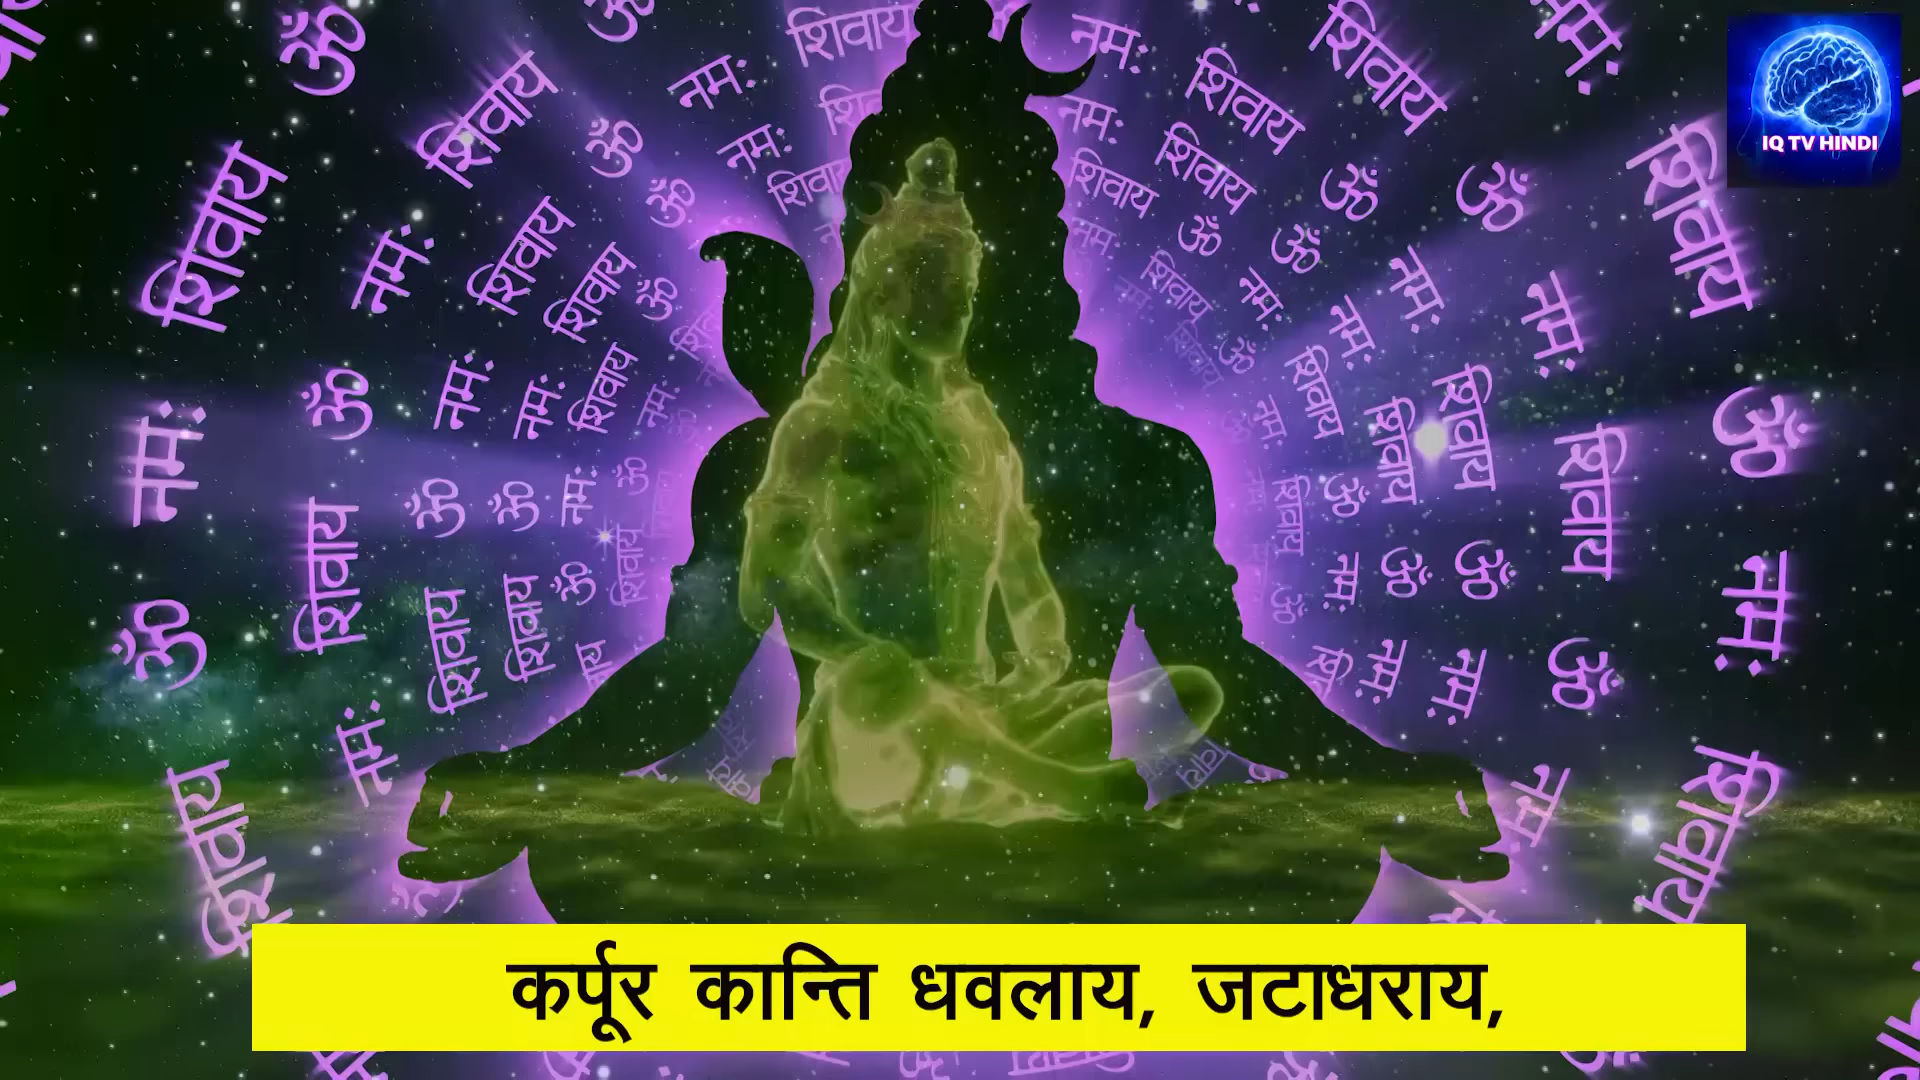 IQ TV HINDI
ॐ नमः शिवाय
कर्पूर कान्ति धवलाय, जटाधराय,